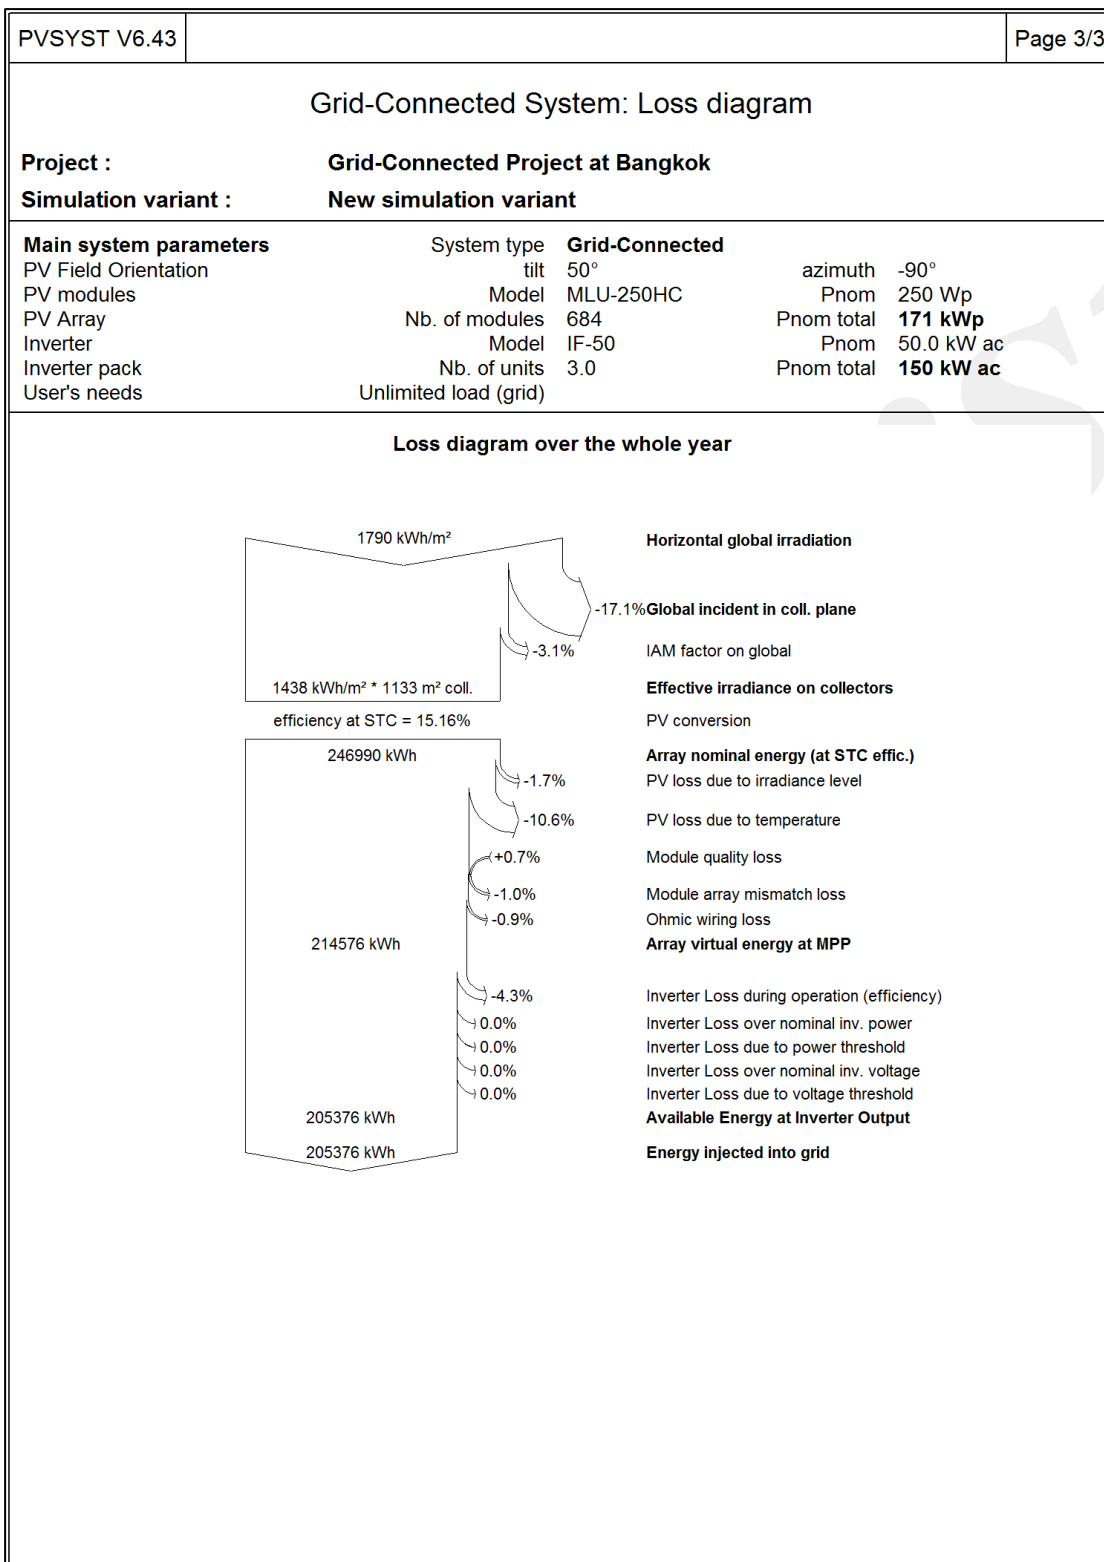 PVSYST V6.43 Page 3/3
Grid-Connected System: Loss diagram
Project : Grid-Connected Project at Bangkok
Simulation variant : New simulation variant
Main system parameters System type Grid-Connected
PV Field Orientation tilt 50° azimuth -90°
PV modules Model MLU-250HC Pnom 250 Wp
PV Array Nb. of modules 684 Pnom total 171 kWp
Inverter Model IF-50 Pnom 50.0 kW ac
Inverter pack Nb. of units 3.0 Pnom total 150 kW ac
User's needs Unlimited load (grid)
Loss diagram over the whole year
1790 kWh/m² Horizontal global irradiation
-17.1% Global incident in coll. plane
-3.1% IAM factor on global
1438 kWh/m² * 1133 m² coll. Effective irradiance on collectors
efficiency at STC = 15.16% PV conversion
246990 kWh Array nominal energy (at STC effic.)
-1.7% PV loss due to irradiance level
-10.6% PV loss due to temperature
+0.7% Module quality loss
-1.0% Module array mismatch loss
-0.9% Ohmic wiring loss
214576 kWh Array virtual energy at MPP
-4.3% Inverter Loss during operation (efficiency)
0.0% Inverter Loss over nominal inv. power
0.0% Inverter Loss due to power threshold
0.0% Inverter Loss over nominal inv. voltage
0.0% Inverter Loss due to voltage threshold
205376 kWh Available Energy at Inverter Output
205376 kWh Energy injected into grid